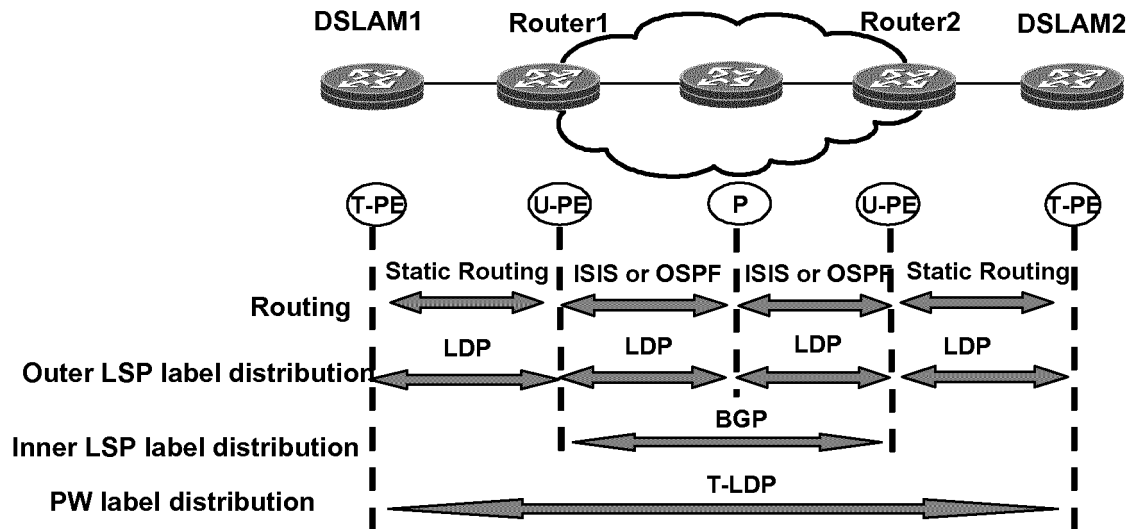 DSLAM1 Router1 Router2 DSLAM2
T-PE U-PE P U-PE T-PE
Static Routing ISIS or OSPF ISIS or OSPF Static Routing
Routing
LDP LDP LDP LDP
Outer LSP label distribution
BGP
Inner LSP label distribution
T-LDP
PW label distribution